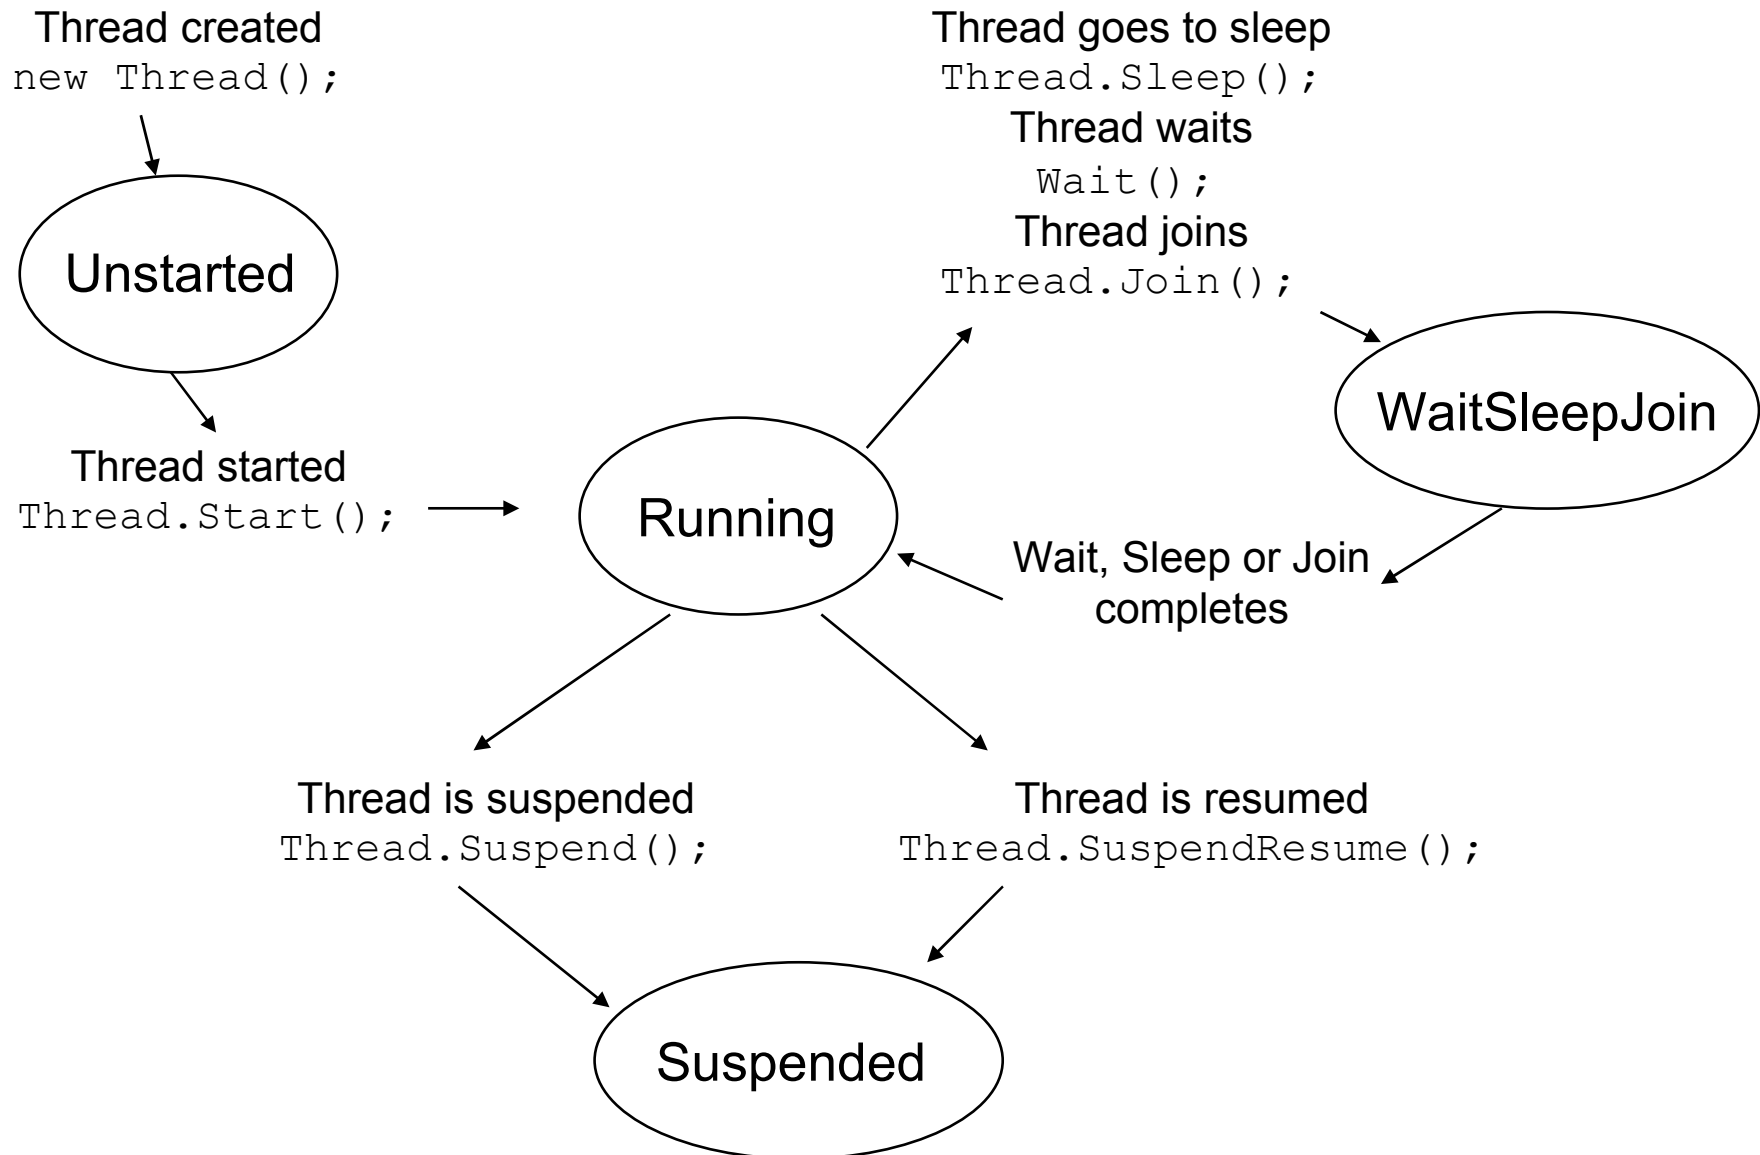 Thread created
new Thread();
Unstarted
Thread started
Thread.Start();
Thread goes to sleep
Thread.Sleep();
Thread waits
Wait();
Thread joins
Thread.Join();
WaitSleepJoin
Running
Wait, Sleep or Join
completes
Thread is suspended
Thread.Suspend();
Thread is resumed
Thread.SuspendResume();
Suspended